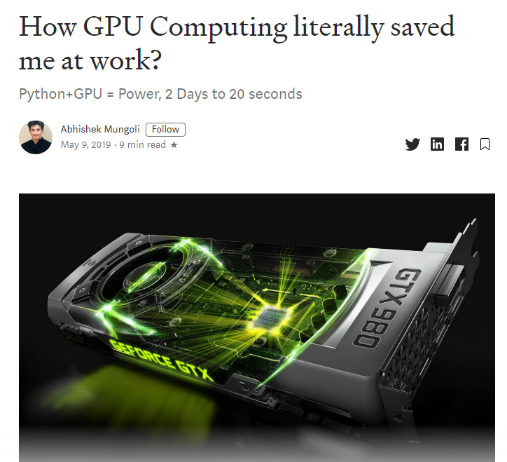 How GPU Computing literally saved
me at work?
Python+GPU = Power, 2 Days to 20 seconds
Abhishek Mungoli Follow
May 9, 2019 · 9 min read ★
GTX 980
GEFORCE GTX